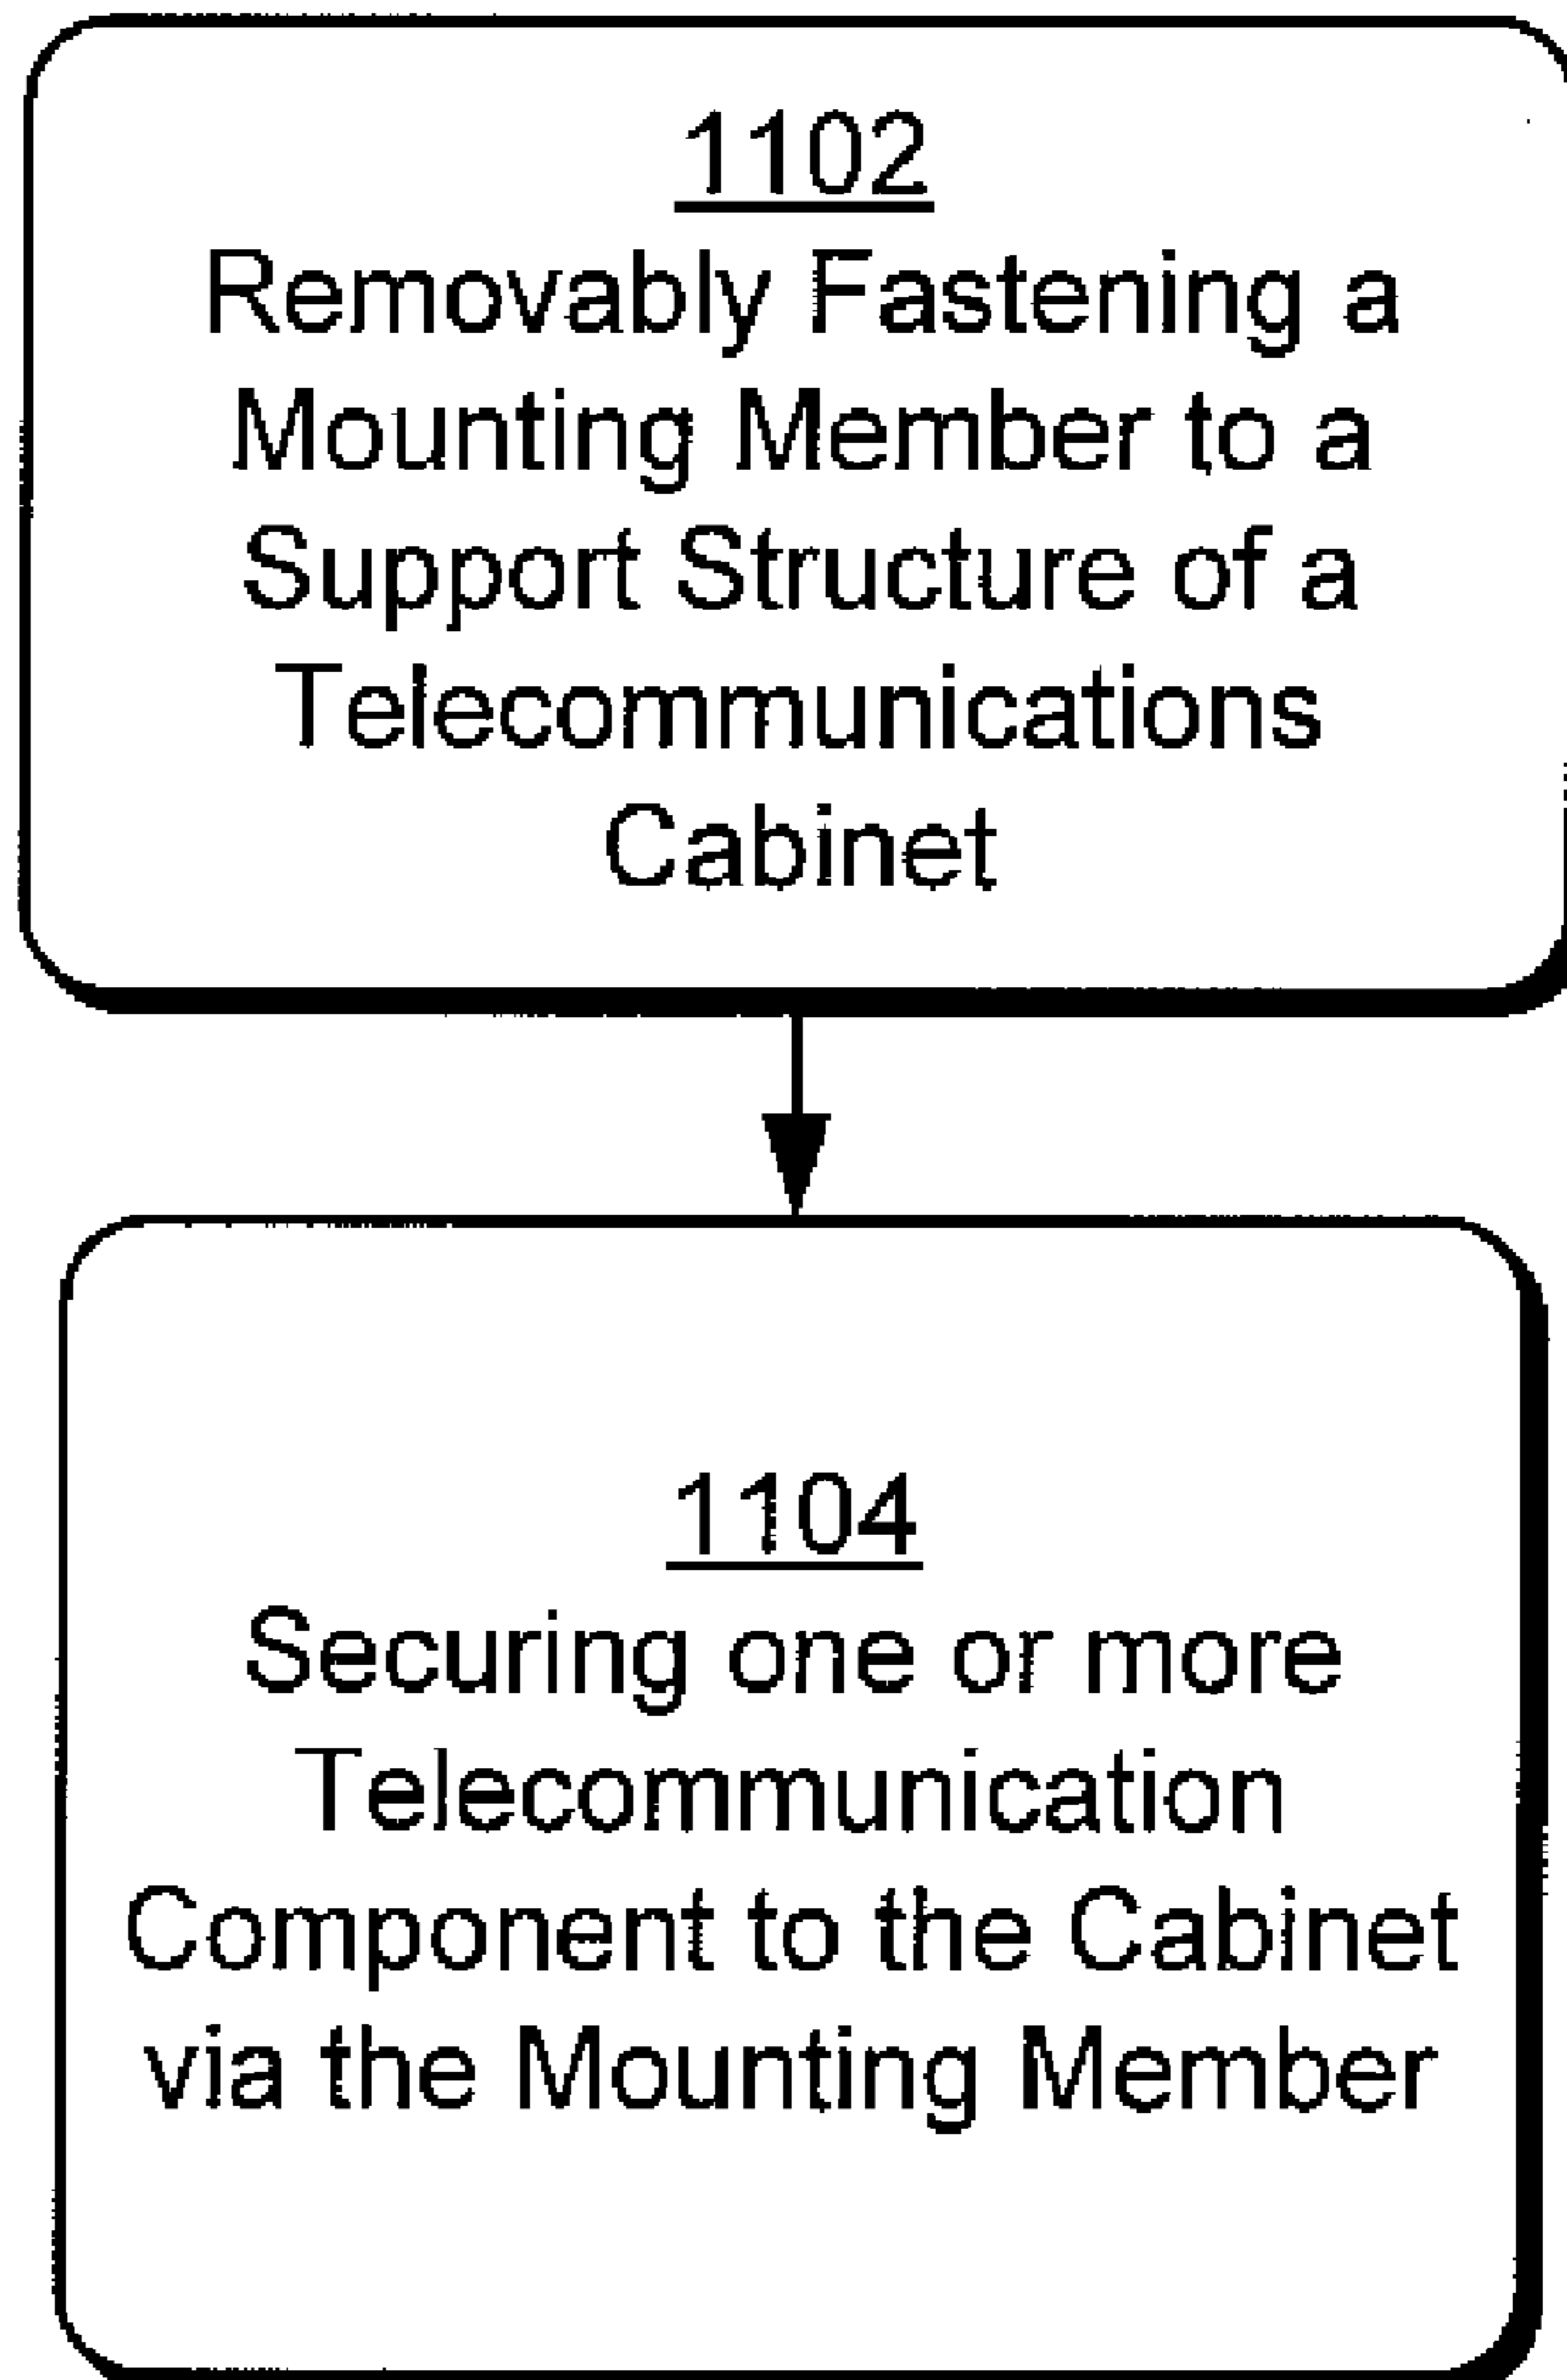 1102
Removably Fastening a
Mounting Member to a
Support Structure of a
Telecommunications
Cabinet
1104
Securing one or more
Telecommunication
Component to the Cabinet
via the Mounting Member